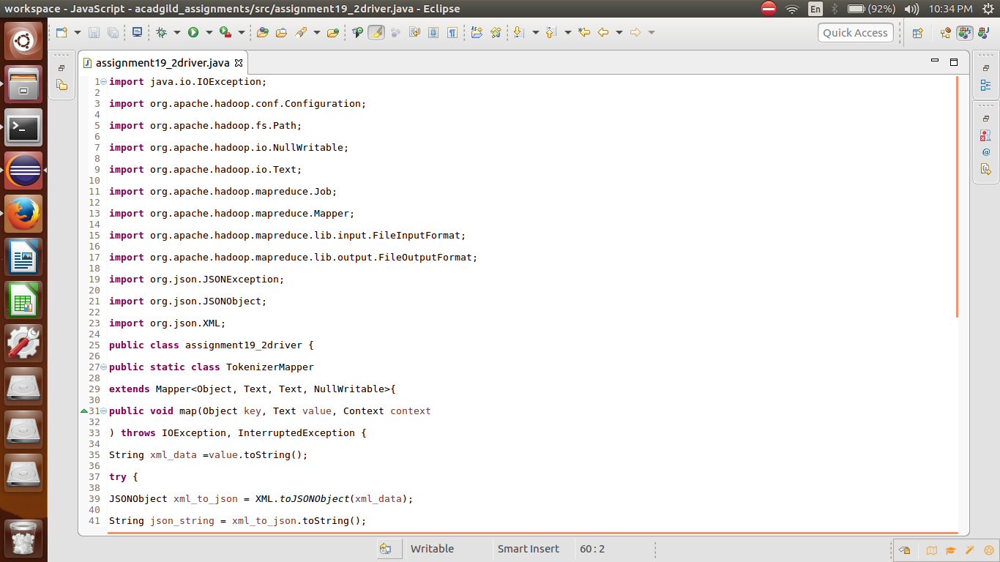 workspace - JavaScript - acadgild_assignments/src/assignment19_2driver.java - Eclipse
En
(92%)
10:34 PM
Quick Access
assignment19_2driver.java
1 import java.io.IOException;
2
3 import org.apache.hadoop.conf.Configuration;
4
5 import org.apache.hadoop.fs.Path;
6
7 import org.apache.hadoop.io.NullWritable;
8
9 import org.apache.hadoop.io.Text;
10
11 import org.apache.hadoop.mapreduce.Job;
12
13 import org.apache.hadoop.mapreduce.Mapper;
14
15 import org.apache.hadoop.mapreduce.lib.input.FileInputFormat;
16
17 import org.apache.hadoop.mapreduce.lib.output.FileOutputFormat;
18
19 import org.json.JSONException;
20
21 import org.json.JSONObject;
22
23 import org.json.XML;
24
25 public class assignment19_2driver {
26
27 public static class TokenizerMapper
28
29 extends Mapper<Object, Text, Text, NullWritable>{
30
31 public void map(Object key, Text value, Context context
32
33 ) throws IOException, InterruptedException {
34
35 String xml_data =value.toString();
36
37 try {
38
39 JSONObject xml_to_json = XML.toJSONObject(xml_data);
40
41 String json_string = xml_to_json.toString();
Writable
Smart Insert
60 : 2